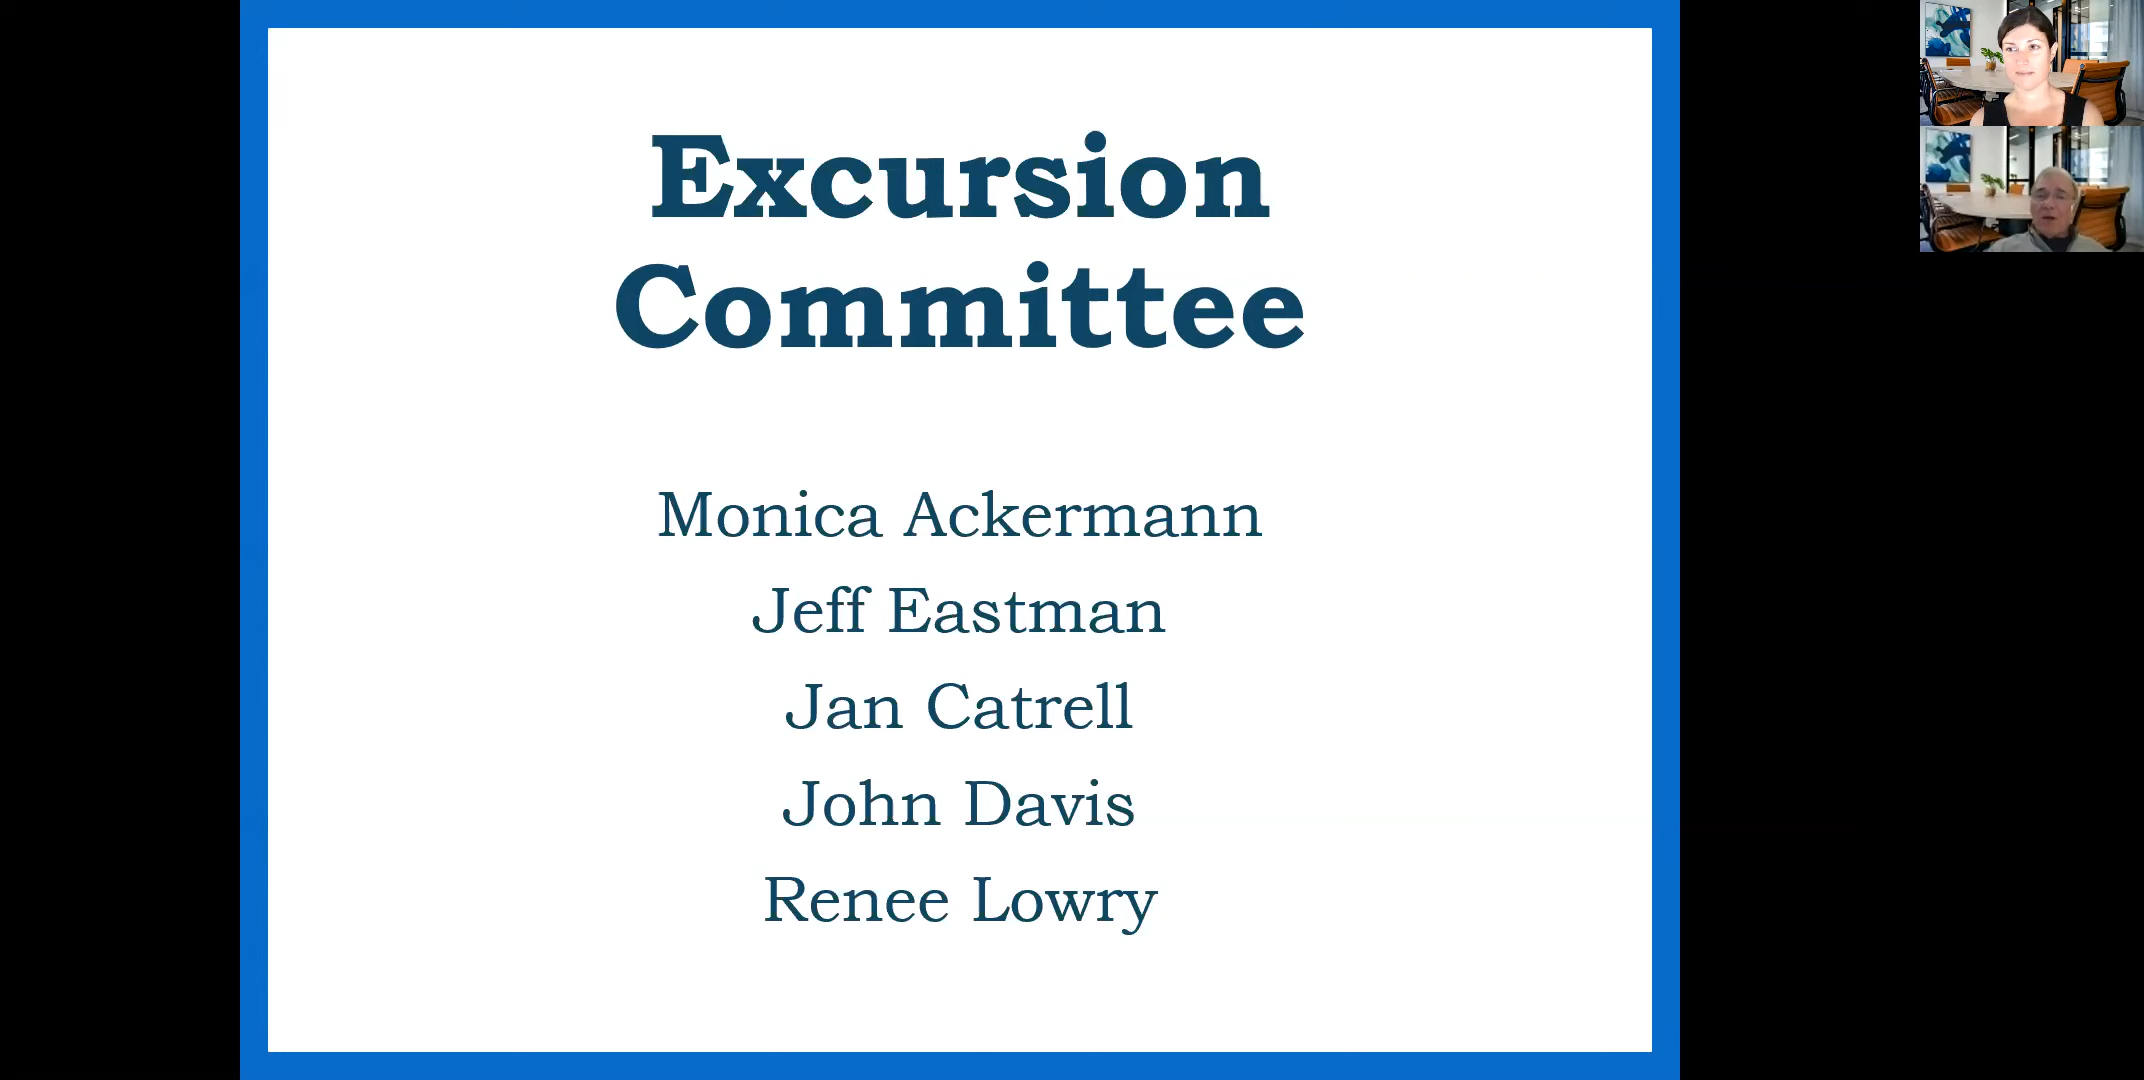 Excursion
Committee
Monica Ackermann
Jeff Eastman
Jan Catrell
John Davis
Renee Lowry